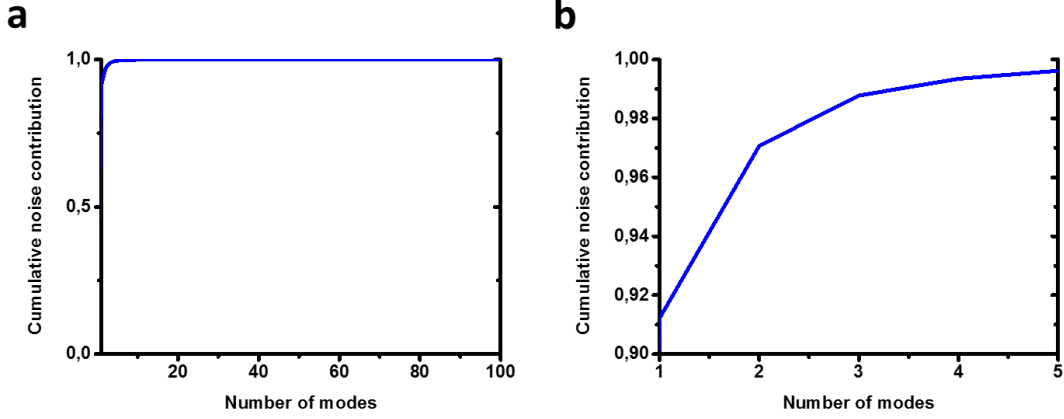 a
1,0
0,5
0,0
20 40 60 80 100
Cumulative noise contribution
Number of modes
b
1,00
0,98
0,96
0,94
0,92
0,90
1 2 3 4 5
Cumulative noise contribution
Number of modes